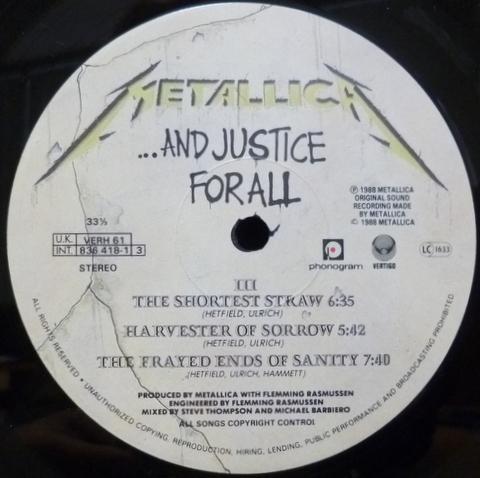 METALLICA
...AND JUSTICE
FOR ALL
33⅓
U.K. VERH 61
INT. 836 418-1 3
STEREO
℗ 1988 METALLICA
ORIGINAL SOUND
RECORDING MADE
BY METALLICA
© 1988 METALLICA
phonogram
VERTIGO
LC 1633
III
THE SHORTEST STRAW 6:35
(HETFIELD, ULRICH)
HARVESTER OF SORROW 5:42
(HETFIELD, ULRICH)
THE FRAYED ENDS OF SANITY 7:40
(HETFIELD, ULRICH, HAMMETT)
PRODUCED BY METALLICA WITH FLEMMING RASMUSSEN
ENGINEERED BY FLEMMING RASMUSSEN
MIXED BY STEVE THOMPSON AND MICHAEL BARBIERO
ALL SONGS COPYRIGHT CONTROL
ALL RIGHTS RESERVED • UNAUTHORIZED COPYING, REPRODUCTION, HIRING, LENDING, PUBLIC PERFORMANCE AND BROADCASTING PROHIBITED